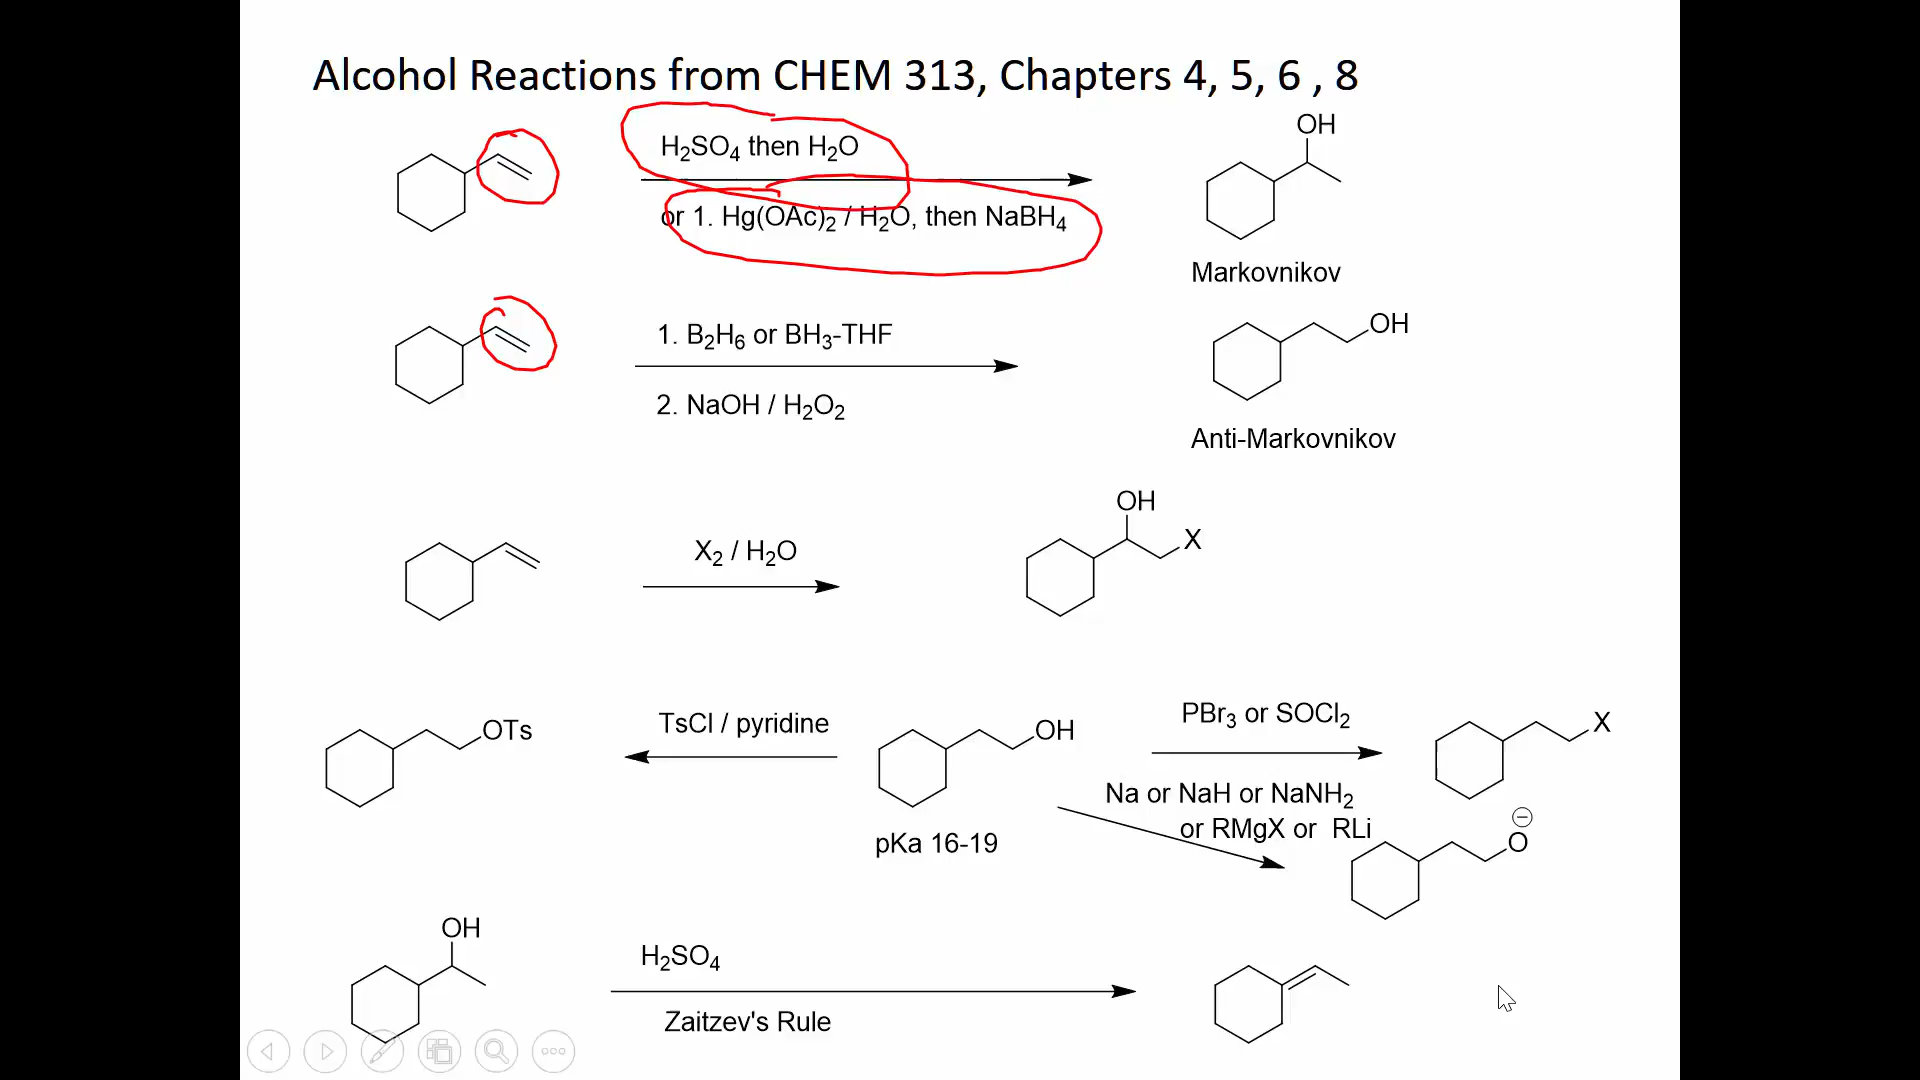 Alcohol Reactions from CHEM 313, Chapters 4, 5, 6 , 8
H₂SO₄ then H₂O
or 1. Hg(OAc)₂ / H₂O, then NaBH₄
OH
Markovnikov
1. B₂H₆ or BH₃-THF
2. NaOH / H₂O₂
OH
Anti-Markovnikov
X₂ / H₂O
OH
X
OTs
TsCl / pyridine
OH
pKa 16-19
PBr₃ or SOCl₂
X
Na or NaH or NaNH₂
or RMgX or RLi
⊖
O
OH
H₂SO₄
Zaitzev's Rule